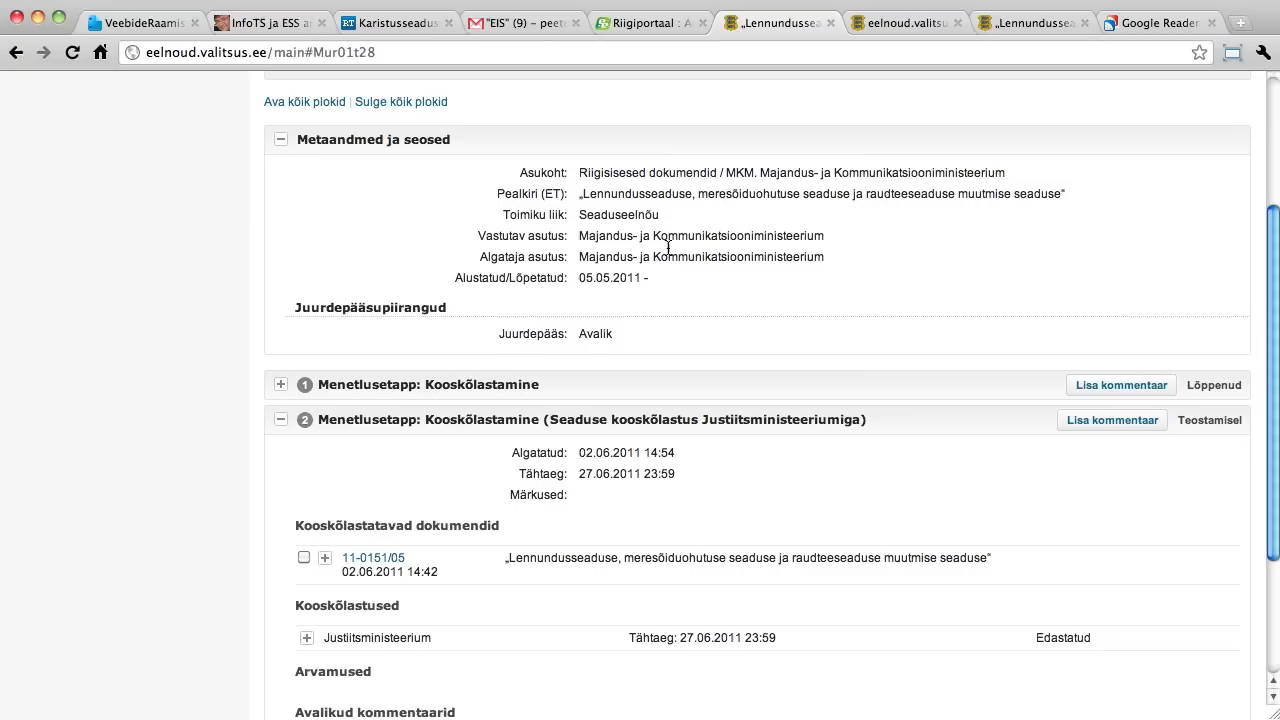 VeebideRaamis
InfoTS ja ESS a
RT Karistusseadus
"EIS" (9) - peete
Riigiportaal : A
„Lennundussea
eelnoud.valitsu
„Lennundussea
Google Reader
eelnoud.valitsus.ee/main#Mur01t28
Ava kõik plokid | Sulge kõik plokid
Metaandmed ja seosed
Asukoht: Riigisisesed dokumendid / MKM. Majandus- ja Kommunikatsiooniministeerium
Pealkiri (ET): „Lennundusseaduse, meresõiduohutuse seaduse ja raudteeseaduse muutmise seaduse“
Toimiku liik: Seaduseelnõu
Vastutav asutus: Majandus- ja Kommunikatsiooniministeerium
Algataja asutus: Majandus- ja Kommunikatsiooniministeerium
Alustatud/Lõpetatud: 05.05.2011 -
Juurdepääsupiirangud
Juurdepääs: Avalik
1 Menetlusetapp: Kooskõlastamine Lisa kommentaar Lõppenud
2 Menetlusetapp: Kooskõlastamine (Seaduse kooskõlastus Justiitsministeeriumiga) Lisa kommentaar Teostamisel
Algatatud: 02.06.2011 14:54
Tähtaeg: 27.06.2011 23:59
Märkused:
Kooskõlastatavad dokumendid
11-0151/05 „Lennundusseaduse, meresõiduohutuse seaduse ja raudteeseaduse muutmise seaduse“
02.06.2011 14:42
Kooskõlastused
Justiitsministeerium Tähtaeg: 27.06.2011 23:59 Edastatud
Arvamused
Avalikud kommentaarid